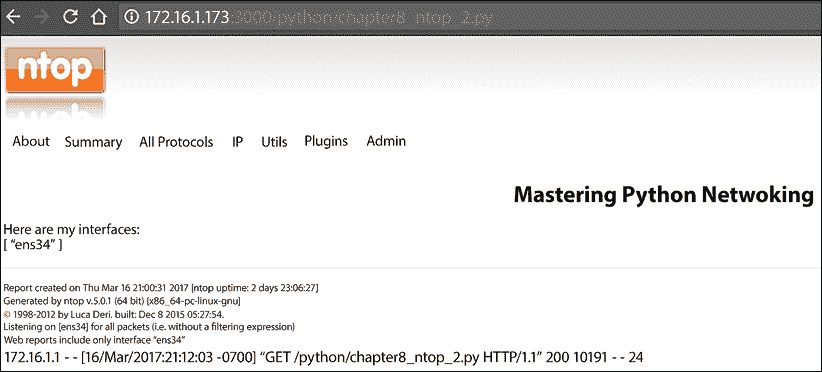 172.16.1.173:3000/python/chapter8_ntop_2.py
ntop
About Summary All Protocols IP Utils Plugins Admin
Mastering Python Netwoking
Here are my interfaces:
[ “ens34” ]
Report created on Thu Mar 16 21:00:31 2017 [ntop uptime: 2 days 23:06:27]
Generated by ntop v.5.0.1 (64 bit) [x86_64-pc-linux-gnu]
© 1998-2012 by Luca Deri. built: Dec 8 2015 05:27:54.
Listening on [ens34] for all packets (i.e. without a filtering expression)
Web reports include only interface “ens34”
172.16.1.1 - - [16/Mar/2017:21:12:03 -0700] “GET /python/chapter8_ntop_2.py HTTP/1.1” 200 10191 - - 24